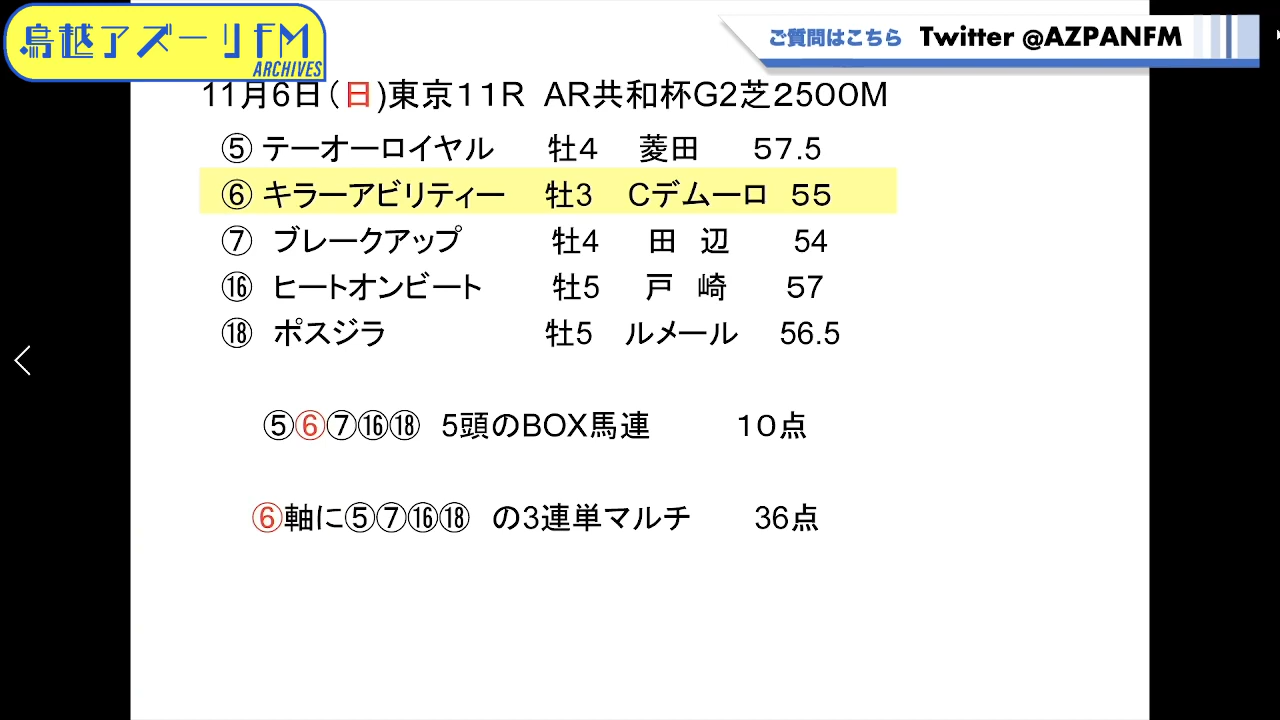 鳥越アズーリFM
ARCHIVES
ご質問はこちら Twitter @AZPANFM
11月6日(日)東京11R AR共和杯G2芝2500M
⑤ テーオーロイヤル 牡4 菱田 57.5
⑥ キラーアビリティー 牡3 Cデムーロ 55
⑦ ブレークアップ 牡4 田 辺 54
⑯ ヒートオンビート 牡5 戸 崎 57
⑱ ポスジラ 牡5 ルメール 56.5
⑤⑥⑦⑯⑱ 5頭のBOX馬連 10点
⑥軸に⑤⑦⑯⑱ の3連単マルチ 36点